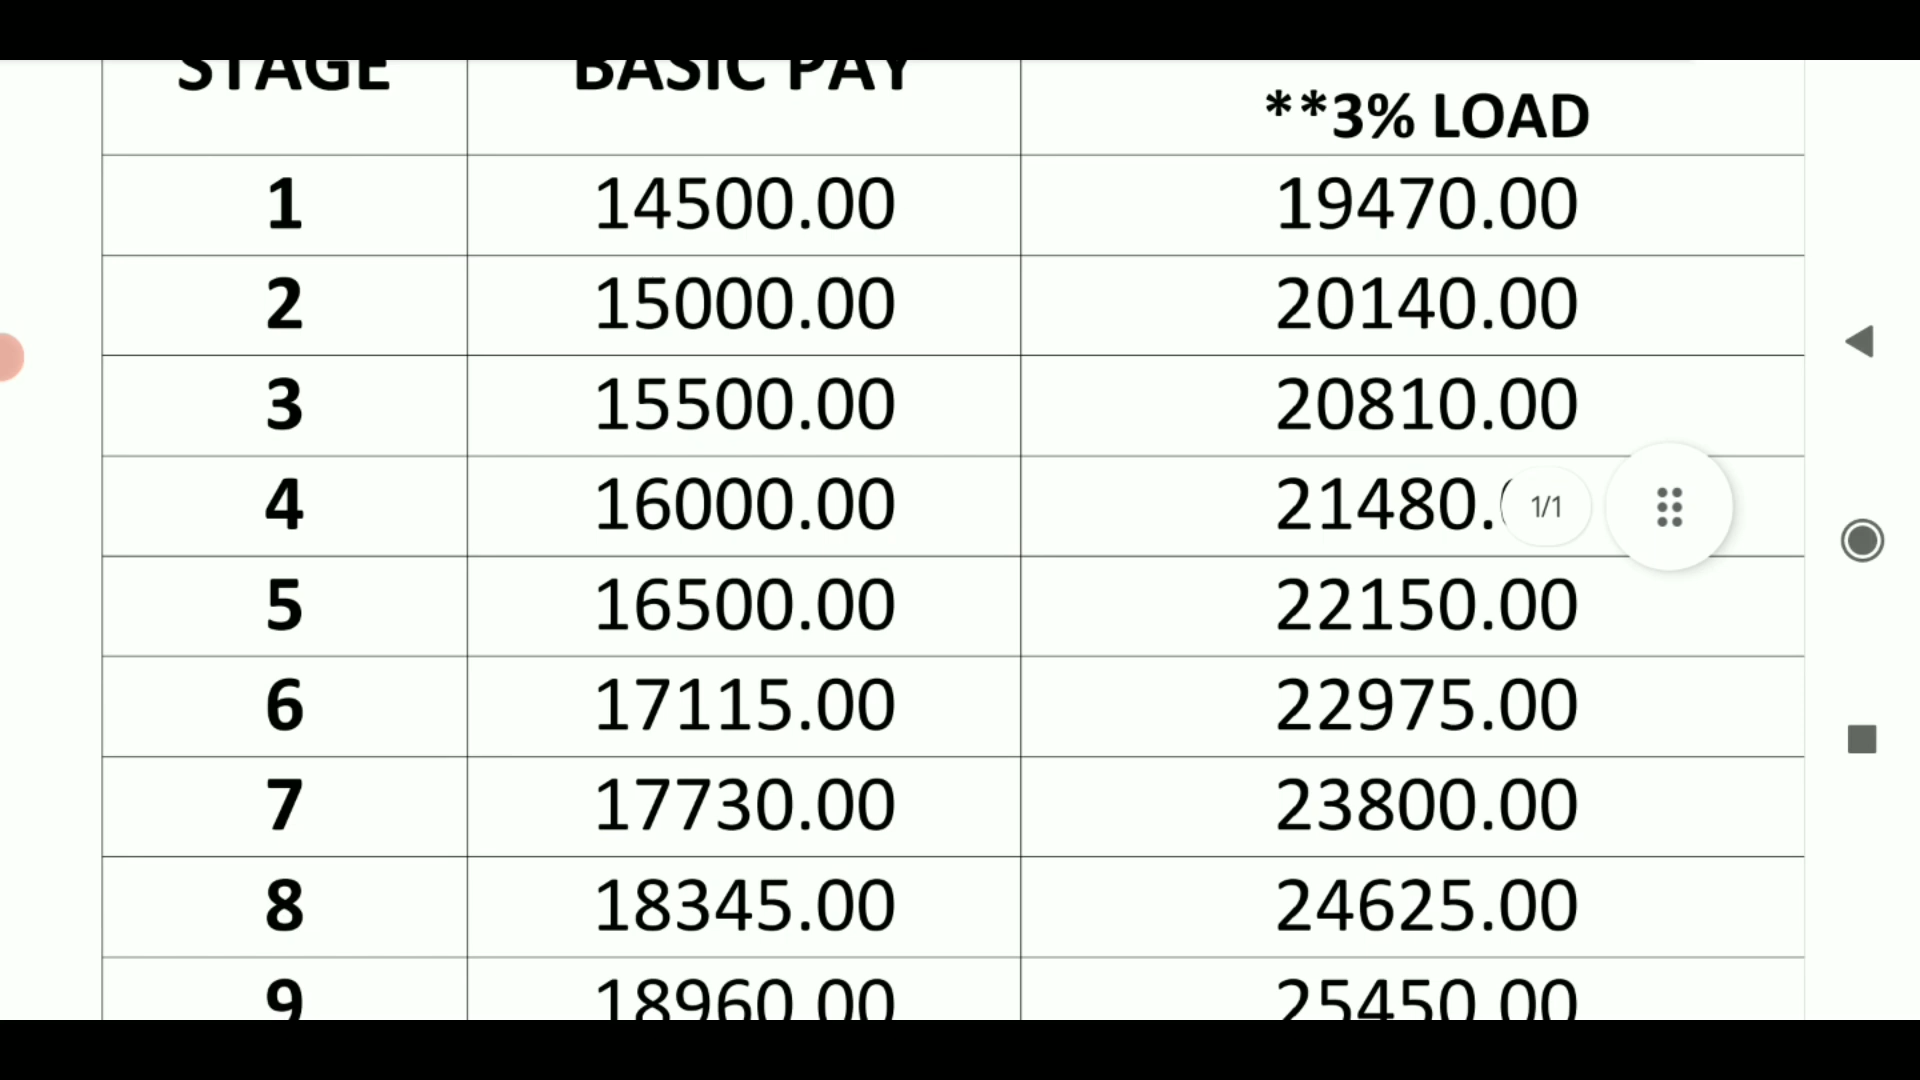 STAGE BASIC PAY
**3% LOAD
1 14500.00 19470.00
2 15000.00 20140.00
3 15500.00 20810.00
4 16000.00 21480. 1/1
5 16500.00 22150.00
6 17115.00 22975.00
7 17730.00 23800.00
8 18345.00 24625.00
9 18960.00 25450.00